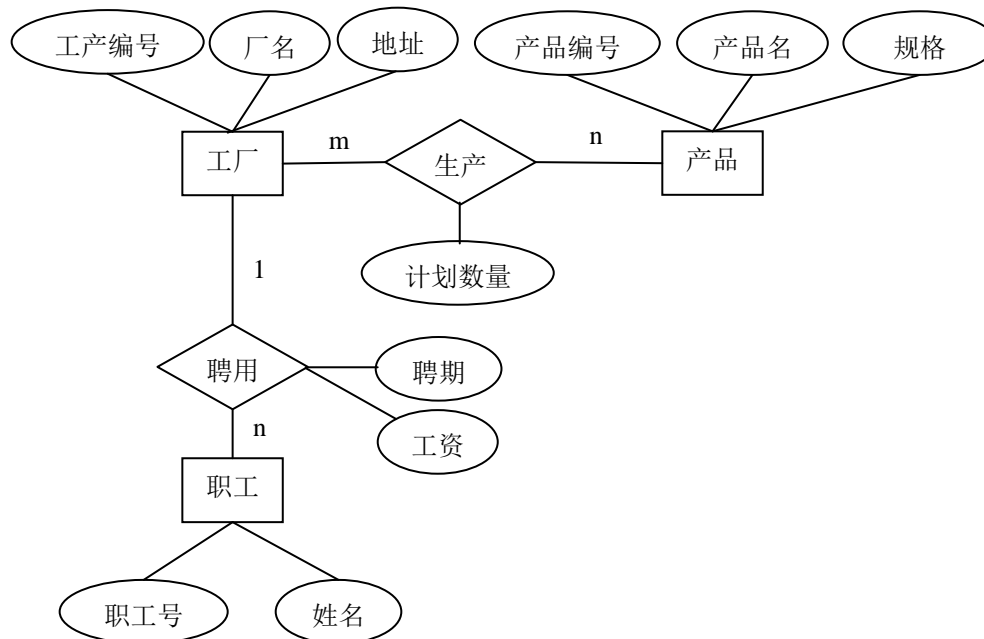 工产编号
厂名
地址
产品编号
产品名
规格
工厂
m
生产
n
产品
计划数量
1
聘用
聘期
工资
n
职工
职工号
姓名